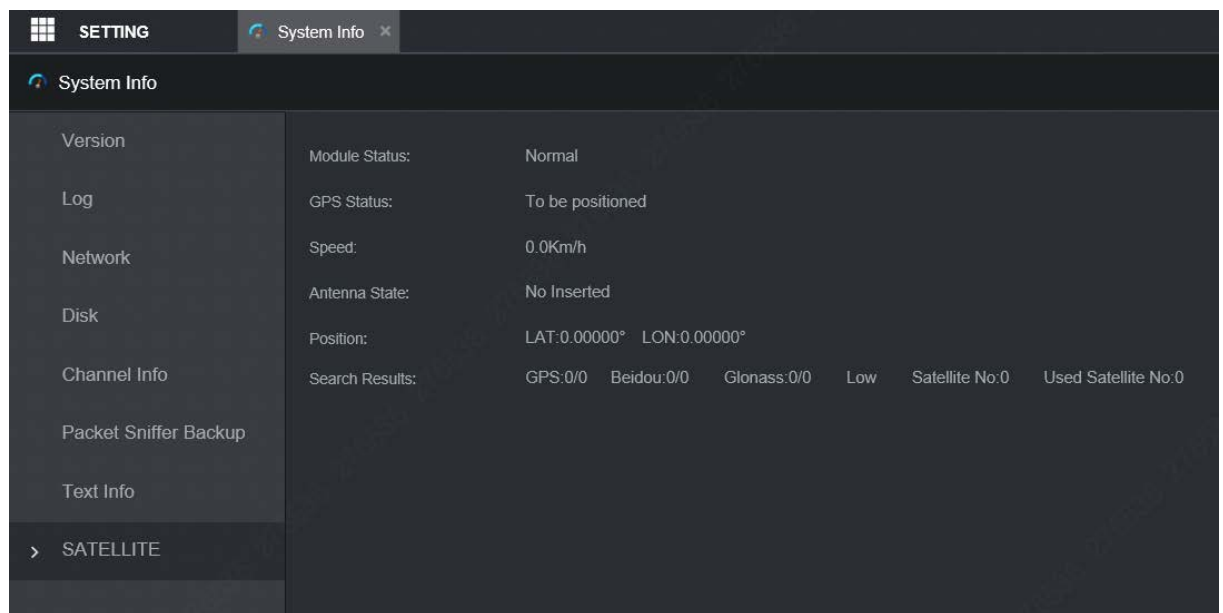 SETTING
System Info ×
System Info
Version
Log
Network
Disk
Channel Info
Packet Sniffer Backup
Text Info
SATELLITE
Module Status: Normal
GPS Status: To be positioned
Speed: 0.0Km/h
Antenna State: No Inserted
Position: LAT:0.00000° LON:0.00000°
Search Results: GPS:0/0 Beidou:0/0 Glonass:0/0 Low Satellite No:0 Used Satellite No:0